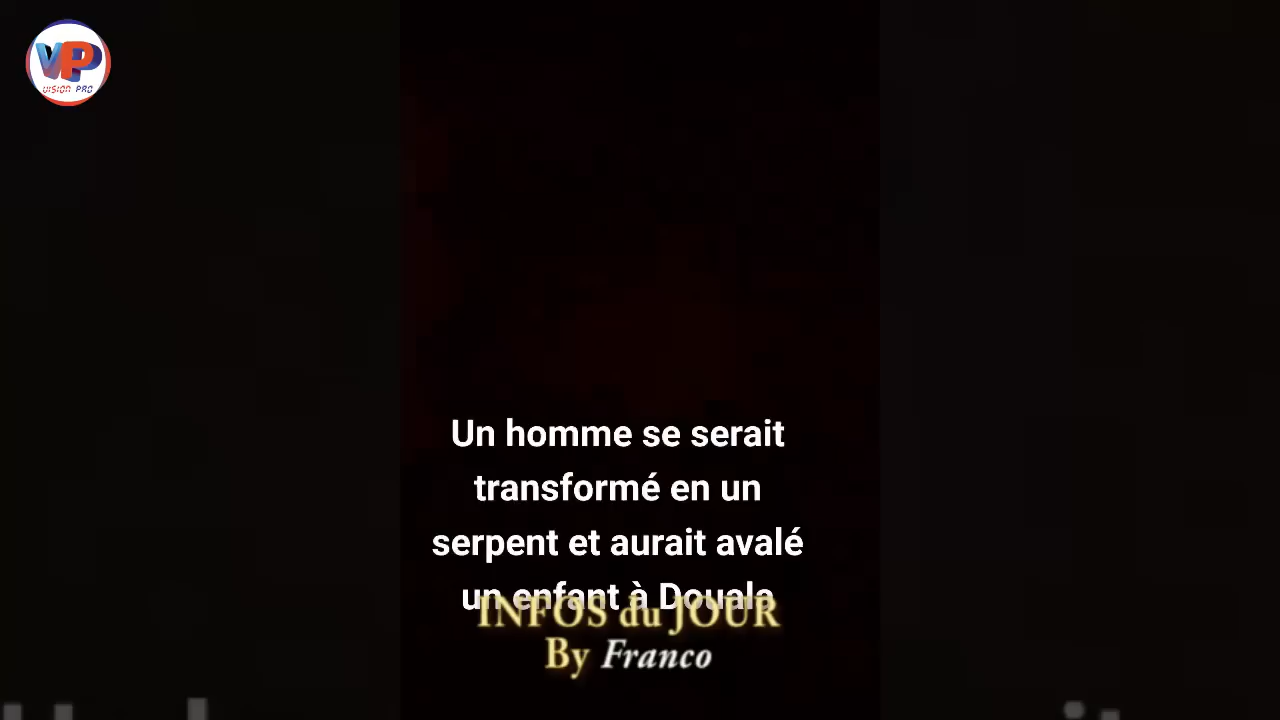 VP
VISION PRO
Un homme se serait
transformé en un
serpent et aurait avalé
un enfant à Douala
INFOS du JOUR
By Franco